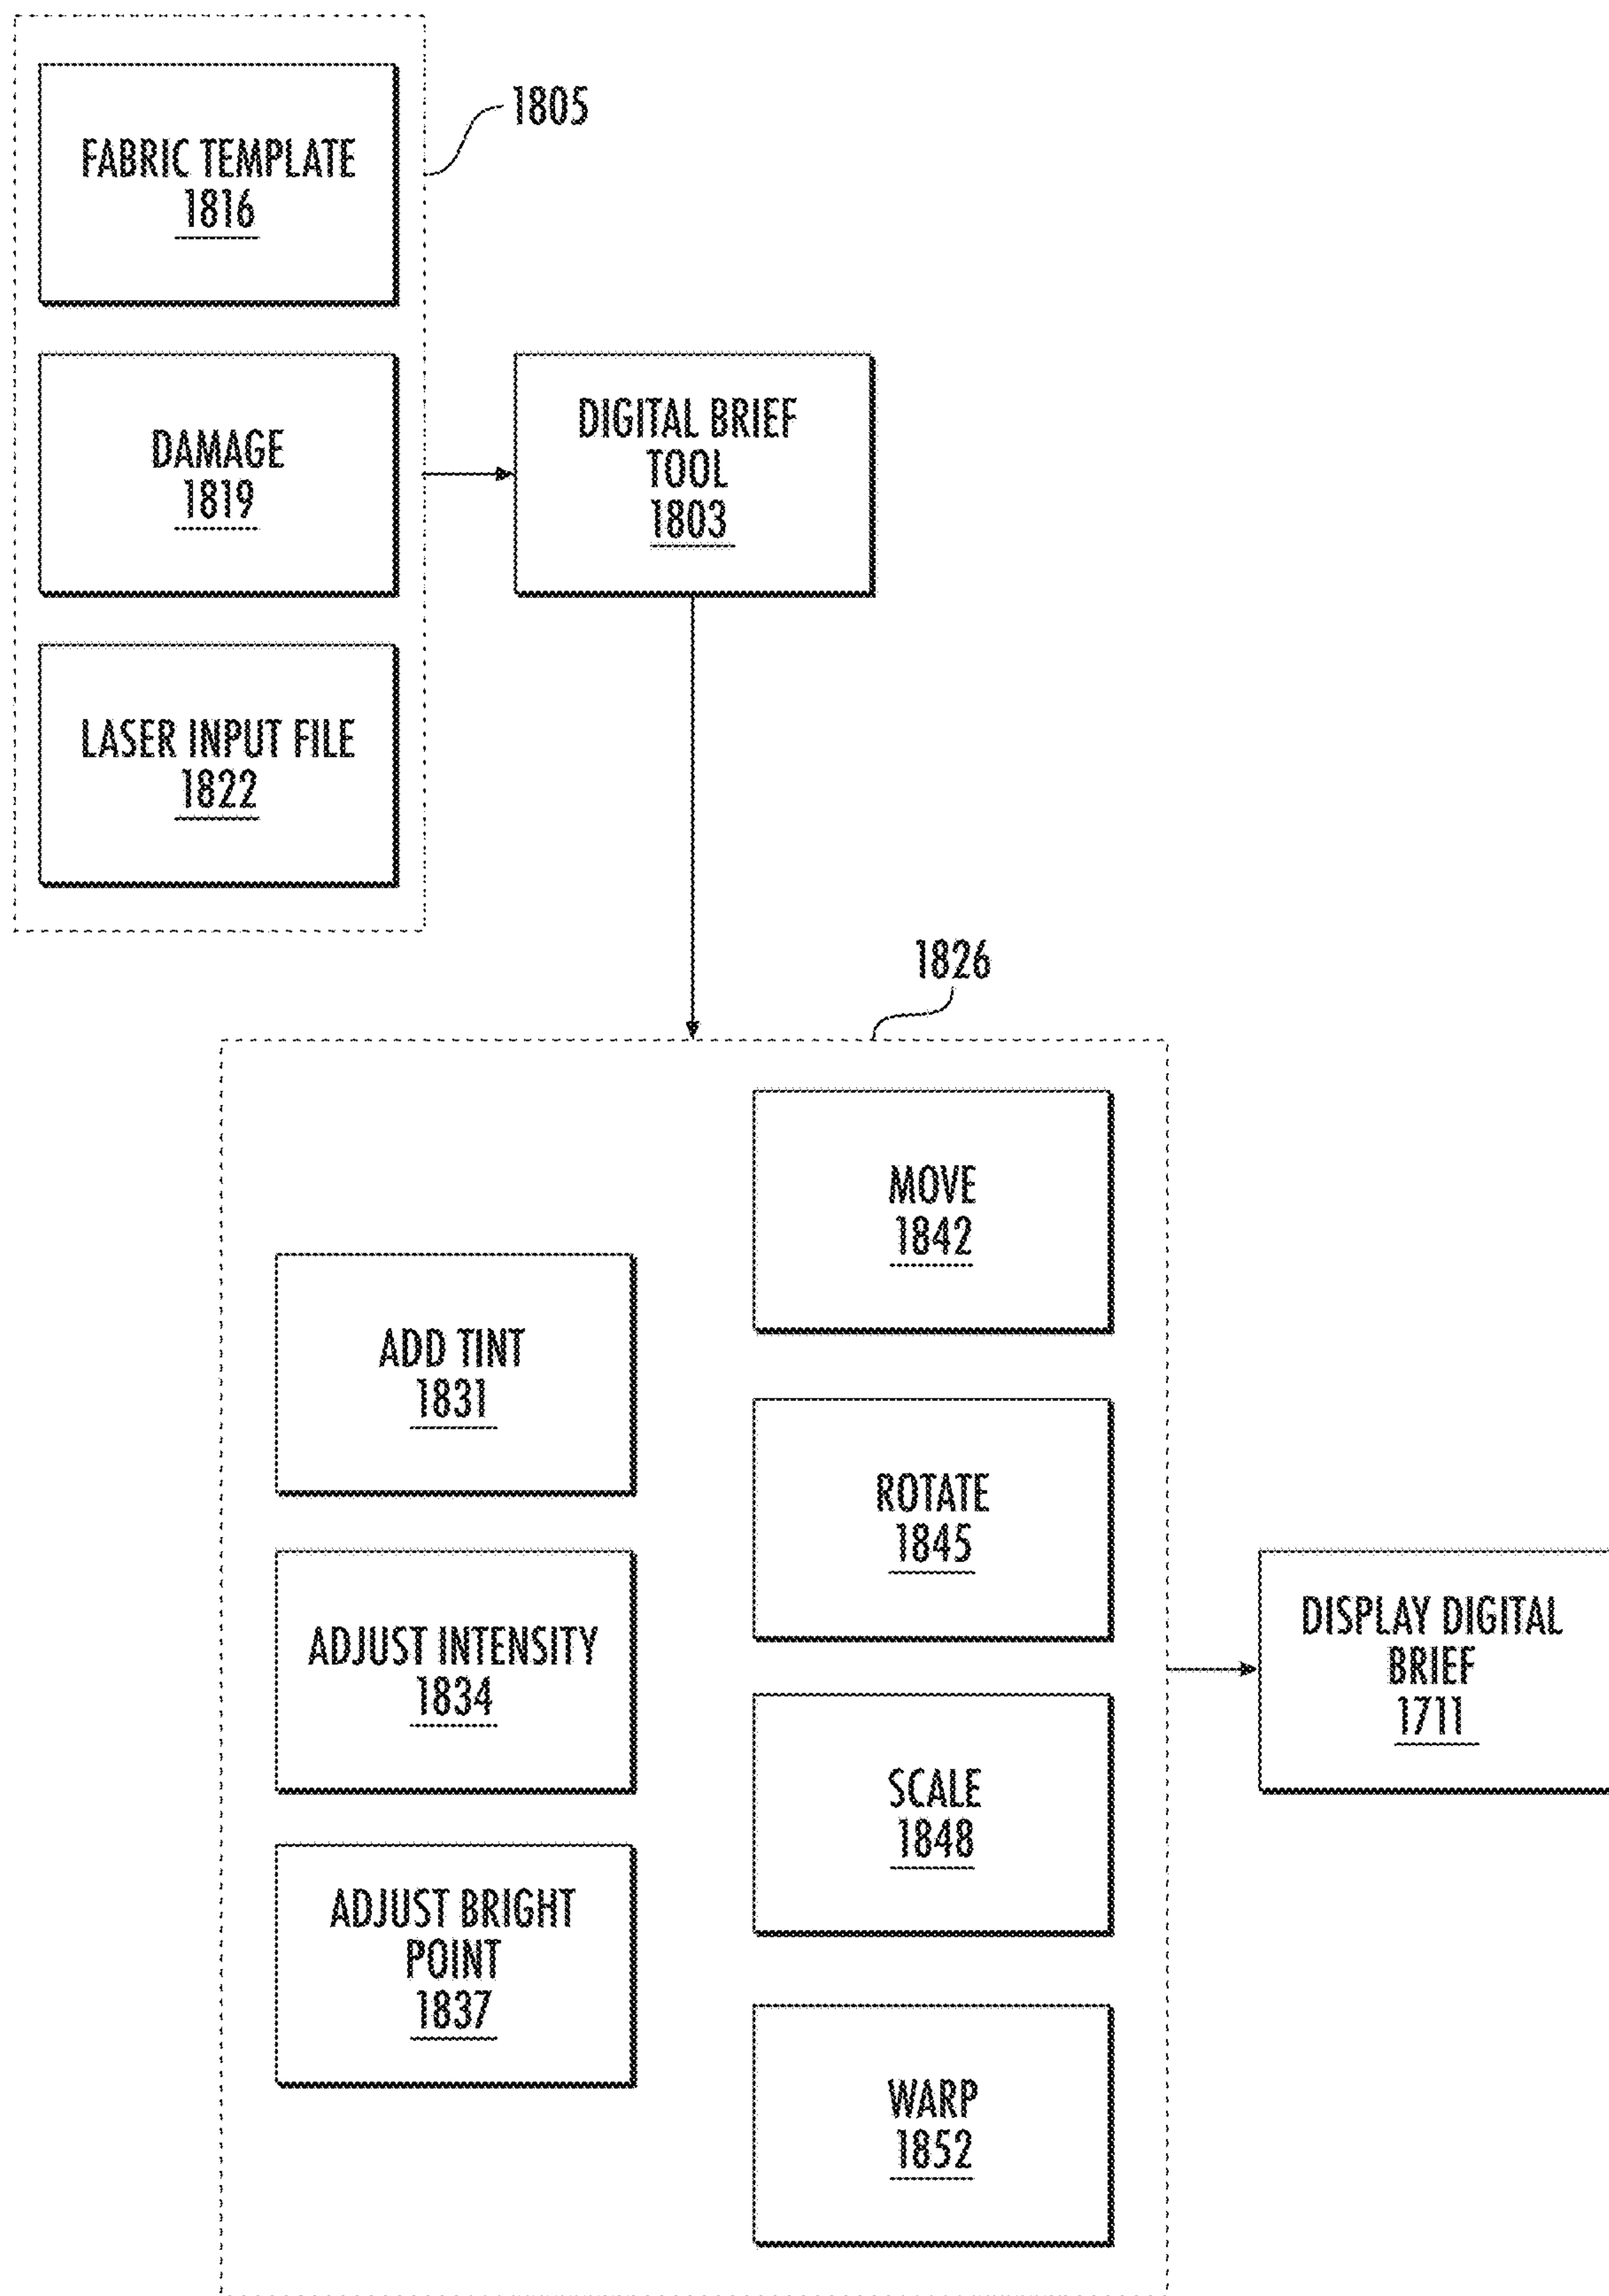 FABRIC TEMPLATE
1816
1805
DAMAGE
1819
DIGITAL BRIEF
TOOL
1803
LASER INPUT FILE
1822
1826
MOVE
1842
ADD TINT
1831
ROTATE
1845
ADJUST INTENSITY
1834
DISPLAY DIGITAL
BRIEF
1711
SCALE
1848
ADJUST BRIGHT
POINT
1837
WARP
1852